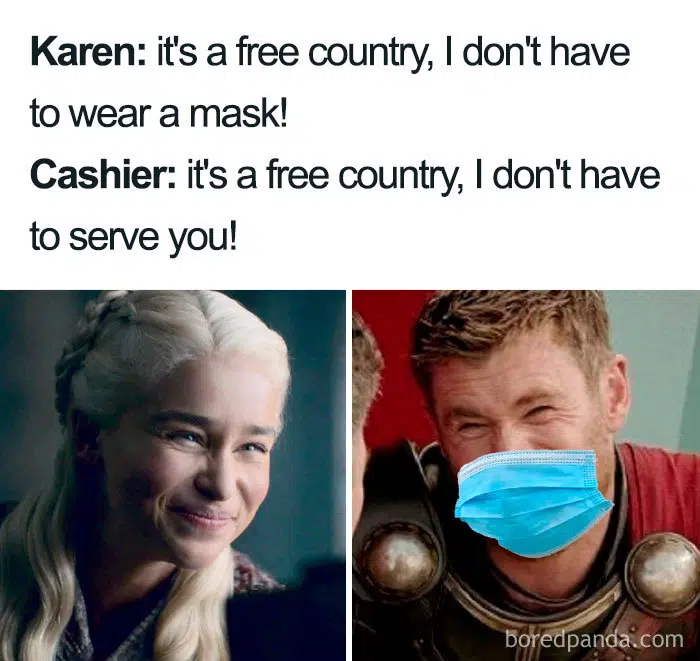 Karen: it's a free country, I don't have
to wear a mask!
Cashier: it's a free country, I don't have
to serve you!
boredpanda.com